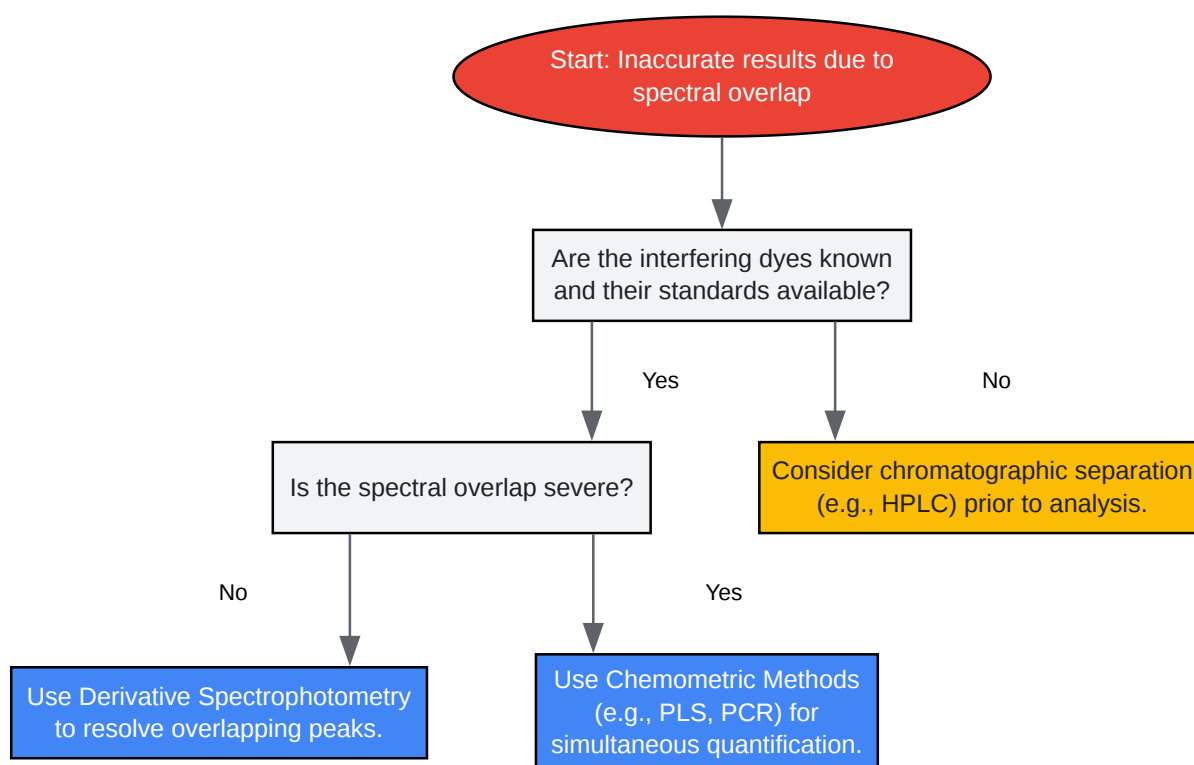 Start: Inaccurate results due to
spectral overlap
Are the interfering dyes known
and their standards available?
Yes
No
Is the spectral overlap severe?
Consider chromatographic separation
(e.g., HPLC) prior to analysis.
No
Yes
Use Derivative Spectrophotometry
to resolve overlapping peaks.
Use Chemometric Methods
(e.g., PLS, PCR) for
simultaneous quantification.